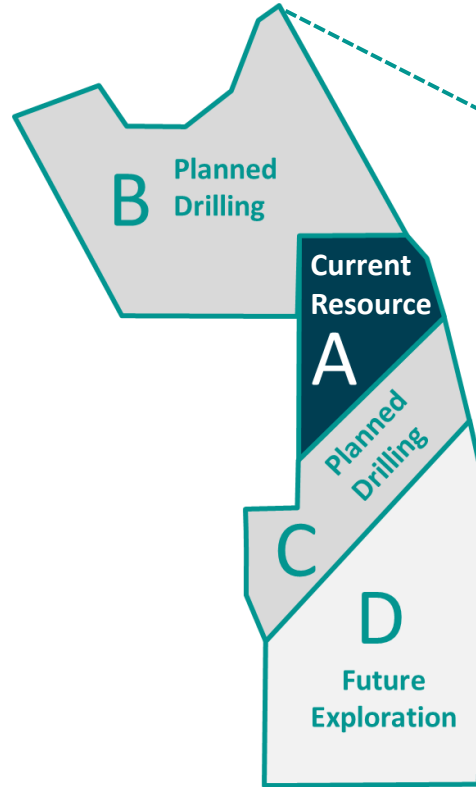 B
Planned
Drilling
Current
Resource
A
Planned
Drilling
C
D
Future
Exploration